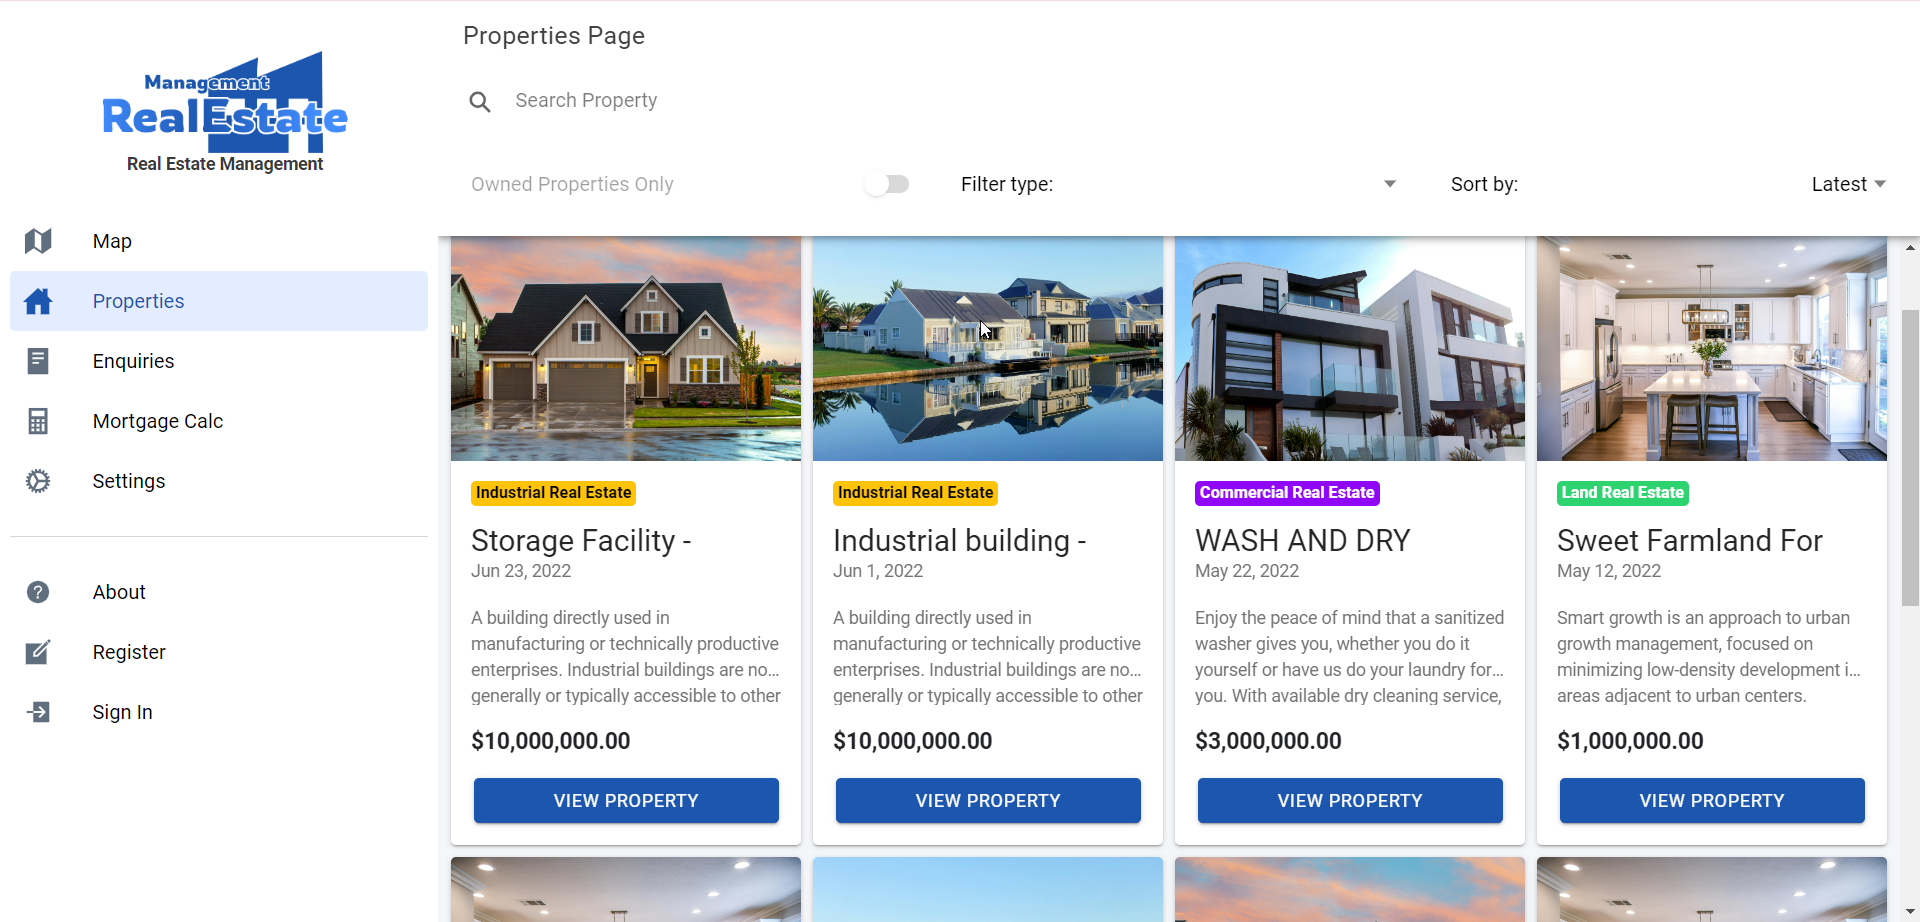 Management
RealEstate
Real Estate Management
Map
Properties
Enquiries
Mortgage Calc
Settings
About
Register
Sign In
Properties Page
Search Property
Owned Properties Only
Filter type:
Sort by:
Latest
Industrial Real Estate
Storage Facility -
Jun 23, 2022
A building directly used in
manufacturing or technically productive
enterprises. Industrial buildings are no...
generally or typically accessible to other
$10,000,000.00
VIEW PROPERTY
Industrial Real Estate
Industrial building -
Jun 1, 2022
A building directly used in
manufacturing or technically productive
enterprises. Industrial buildings are no...
generally or typically accessible to other
$10,000,000.00
VIEW PROPERTY
Commercial Real Estate
WASH AND DRY
May 22, 2022
Enjoy the peace of mind that a sanitized
washer gives you, whether you do it
yourself or have us do your laundry for...
you. With available dry cleaning service,
$3,000,000.00
VIEW PROPERTY
Land Real Estate
Sweet Farmland For
May 12, 2022
Smart growth is an approach to urban
growth management, focused on
minimizing low-density development i...
areas adjacent to urban centers.
$1,000,000.00
VIEW PROPERTY